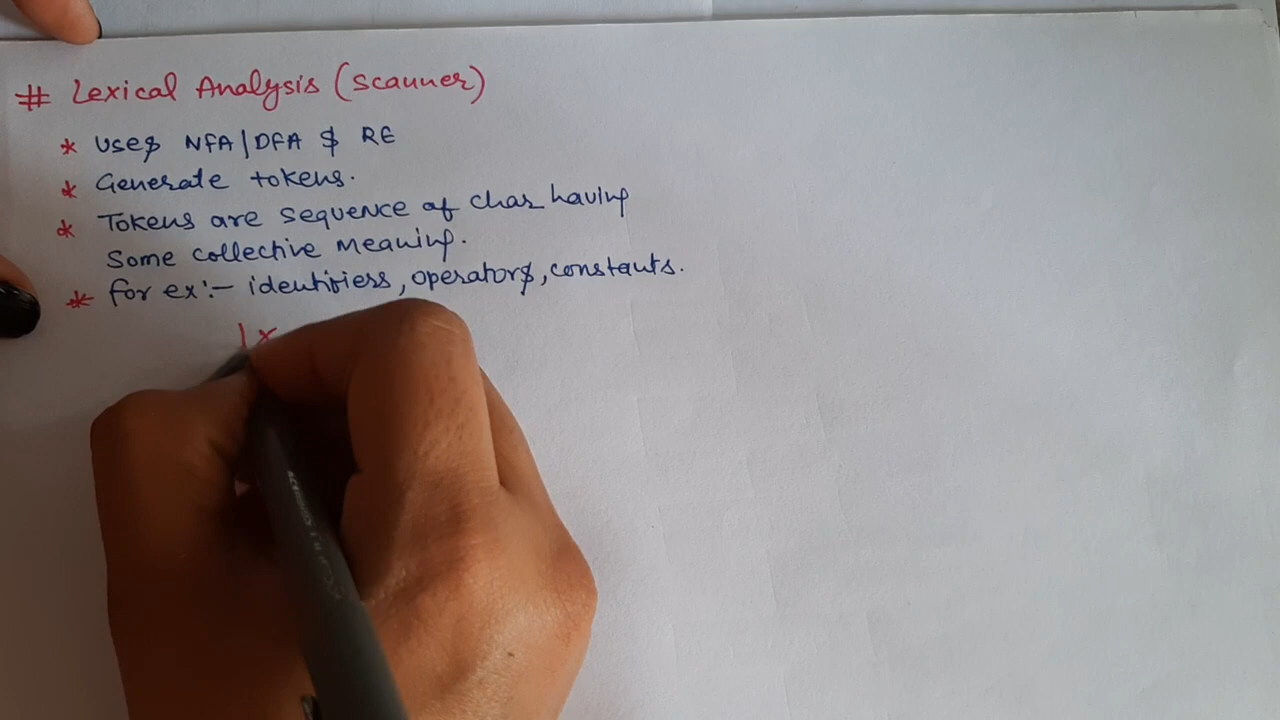 # Lexical Analysis (Scanner)
* Uses NFA/DFA & RE
* Generate tokens.
* Tokens are sequence of char having
Some collective Meaning.
* for ex:- identifiers, operators, constants.